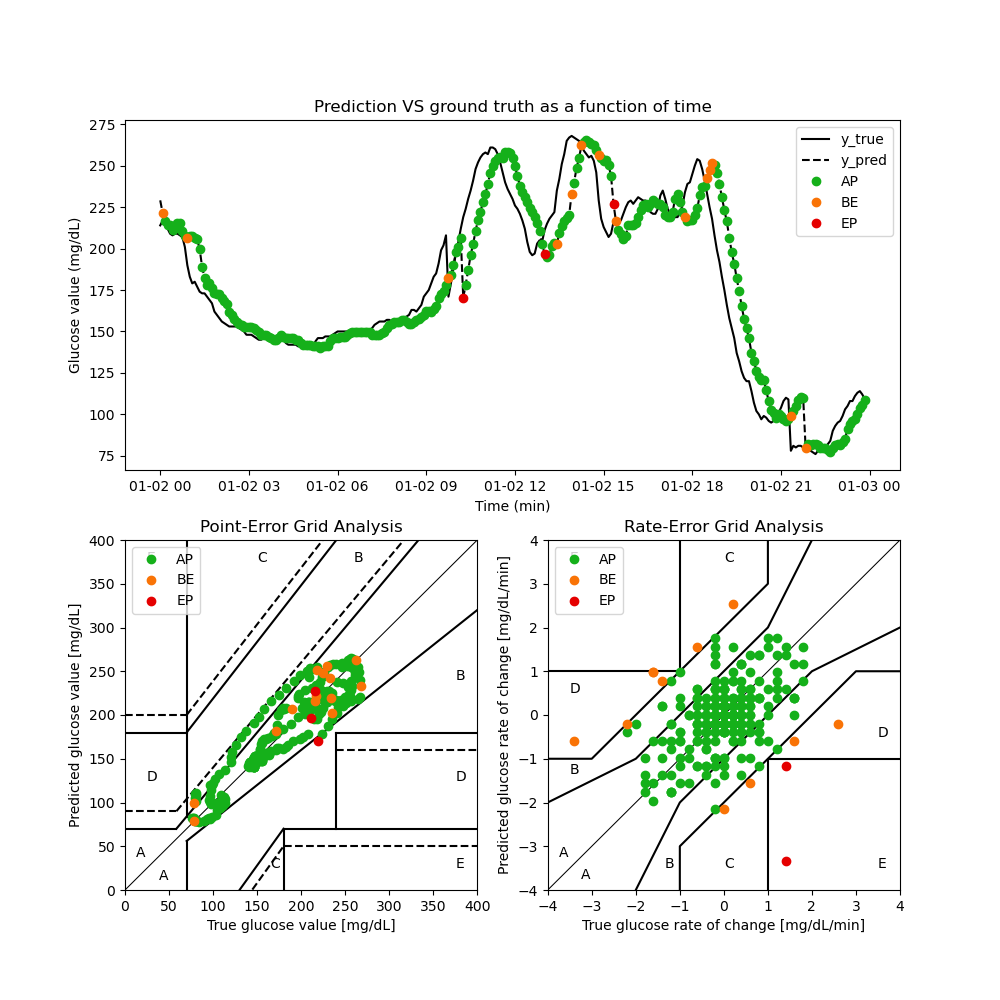 Prediction VS ground truth as a function of time
275
250
225
200
175
150
125
100
75
Glucose value (mg/dL)
y_true
y_pred
AP
BE
EP
01-02 00 01-02 03 01-02 06 01-02 09 01-02 12 01-02 15 01-02 18 01-02 21 01-03 00
Time (min)
Point-Error Grid Analysis
400
350
300
250
200
150
100
50
0
Predicted glucose value [mg/dL]
AP
BE
EP
C
B
B
D
D
A
A
C
E
0 50 100 150 200 250 300 350 400
True glucose value [mg/dL]
Rate-Error Grid Analysis
4
3
2
1
0
−1
−2
−3
−4
Predicted glucose rate of change [mg/dL/min]
AP
BE
EP
C
D
D
B
A
A
B
C
E
−4 −3 −2 −1 0 1 2 3 4
True glucose rate of change [mg/dL/min]